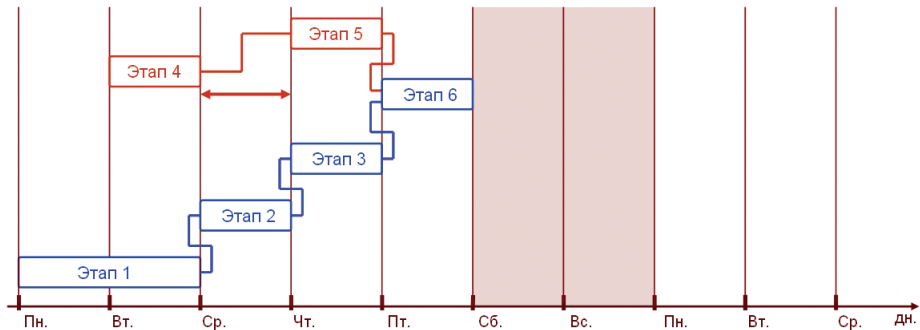 Этап 5
Этап 4
Этап 6
Этап 3
Этап 2
Этап 1
Пн. Вт. Ср. Чт. Пт. Сб. Вс. Пн. Вт. Ср. дн.